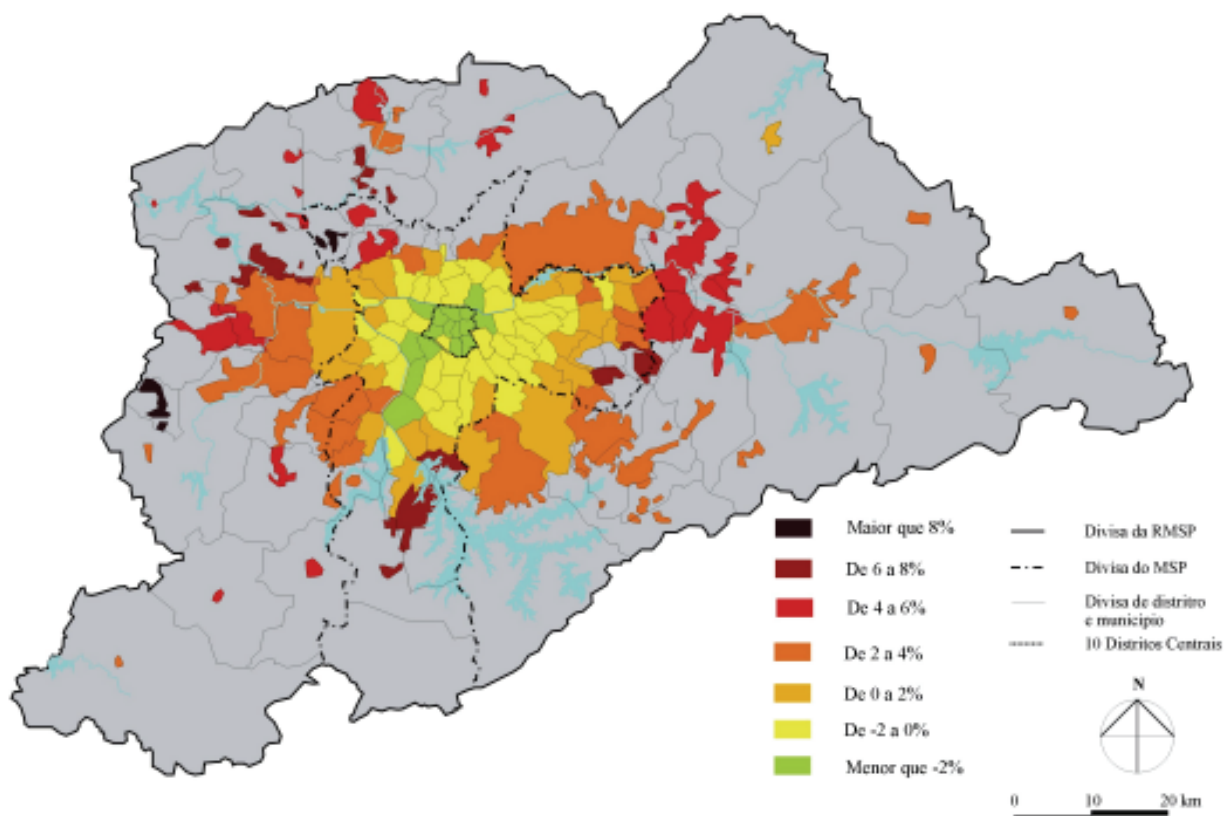 Maior que 8%
De 6 a 8%
De 4 a 6%
De 2 a 4%
De 0 a 2%
De -2 a 0%
Menor que -2%
Divisa da RMSP
Divisa do MSP
Divisa de distritro
e município
10 Distritos Centrais
N
0 10 20 km